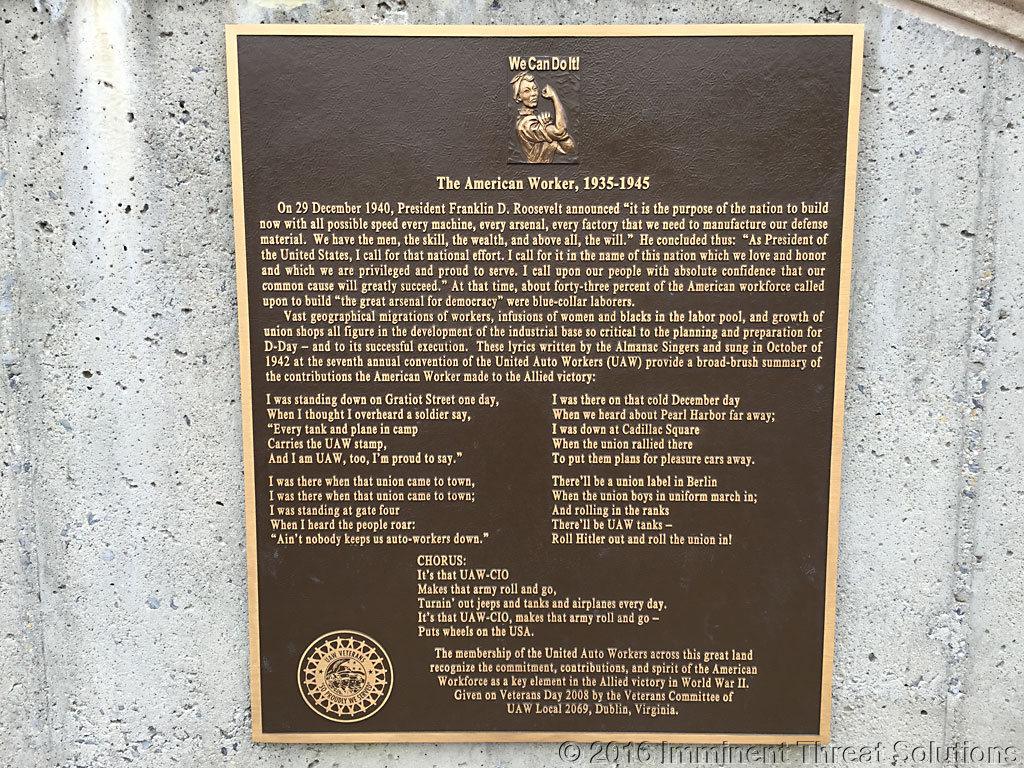 We Can Do It!
The American Worker, 1935-1945
On 29 December 1940, President Franklin D. Roosevelt announced “it is the purpose of the nation to build
now with all possible speed every machine, every arsenal, every factory that we need to manufacture our defense
material. We have the men, the skill, the wealth, and above all, the will.” He concluded thus: “As President of
the United States, I call for that national effort. I call for it in the name of this nation which we love and honor
and which we are privileged and proud to serve. I call upon our people with absolute confidence that our
common cause will greatly succeed.” At that time, about forty-three percent of the American workforce called
upon to build “the great arsenal for democracy” were blue-collar laborers.
Vast geographical migrations of workers, infusions of women and blacks in the labor pool, and growth of
union shops all figure in the development of the industrial base so critical to the planning and preparation for
D-Day – and to its successful execution. These lyrics written by the Almanac Singers and sung in October of
1942 at the seventh annual convention of the United Auto Workers (UAW) provide a broad-brush summary of
the contributions the American Worker made to the Allied victory:
I was standing down on Gratiot Street one day,
When I thought I overheard a soldier say,
“Every tank and plane in camp
Carries the UAW stamp,
And I am UAW, too, I’m proud to say.”
I was there when that union came to town,
I was there when that union came to town;
I was standing at gate four
When I heard the people roar:
“Ain’t nobody keeps us auto-workers down.”
I was there on that cold December day
When we heard about Pearl Harbor far away;
I was down at Cadillac Square
When the union rallied there
To put them plans for pleasure cars away.
There’ll be a union label in Berlin
When the union boys in uniform march in;
And rolling in the ranks
There’ll be UAW tanks –
Roll Hitler out and roll the union in!
CHORUS:
It’s that UAW-CIO
Makes that army roll and go,
Turnin’ out jeeps and tanks and airplanes every day.
It’s that UAW-CIO, makes that army roll and go –
Puts wheels on the USA.
UAW VETERANS
The membership of the United Auto Workers across this great land
recognize the commitment, contributions, and spirit of the American
Workforce as a key element in the Allied victory in World War II.
Given on Veterans Day 2008 by the Veterans Committee of
UAW Local 2069, Dublin, Virginia.
© 2016 Imminent Threat Solutions